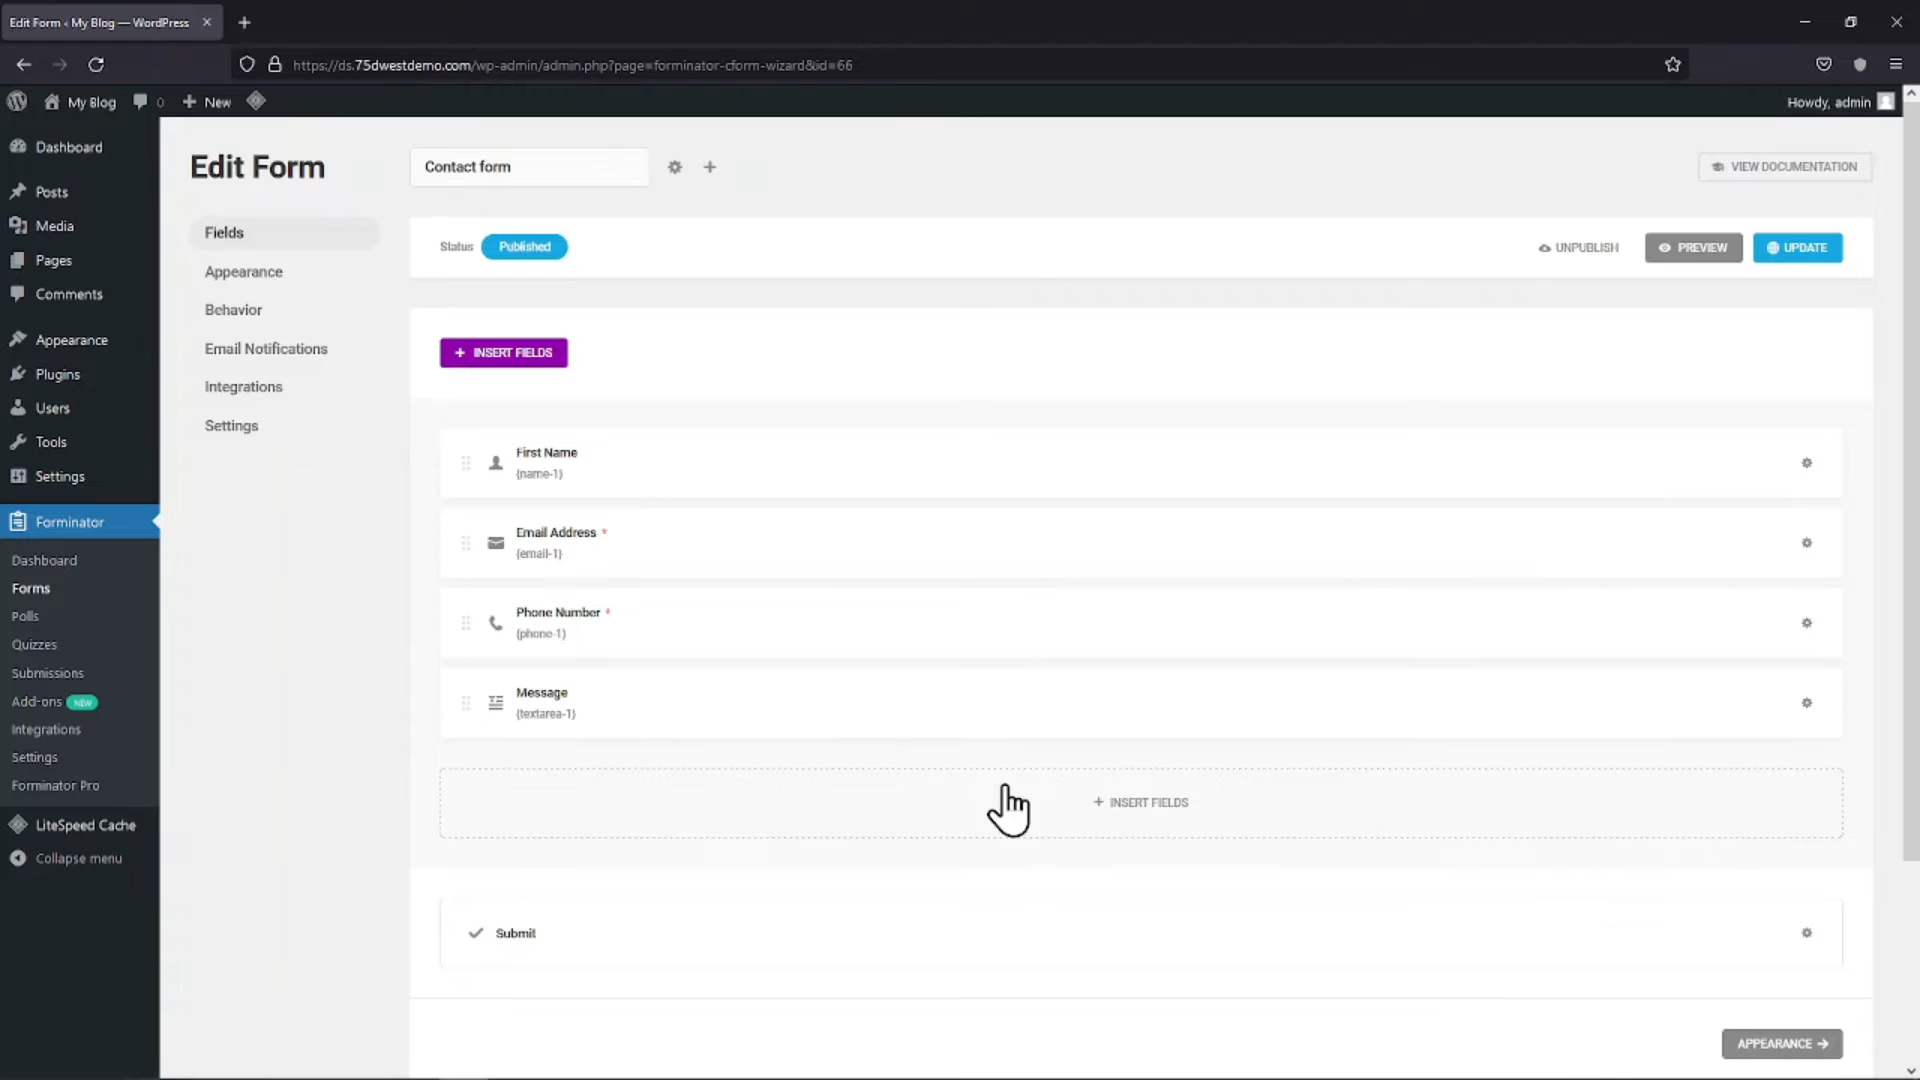 Edit Form ‹ My Blog — WordPress
https://ds.75dwestdemo.com/wp-admin/admin.php?page=forminator-cform-wizard&id=66
My Blog
0
New
Howdy, admin
Dashboard
Posts
Media
Pages
Comments
Appearance
Plugins
Users
Tools
Settings
Forminator
Dashboard
Forms
Polls
Quizzes
Submissions
Add-ons NEW
Integrations
Settings
Forminator Pro
LiteSpeed Cache
Collapse menu
Edit Form
Contact form
VIEW DOCUMENTATION
Fields
Appearance
Behavior
Email Notifications
Integrations
Settings
Status Published
UNPUBLISH
PREVIEW
UPDATE
+ INSERT FIELDS
First Name
{name-1}
Email Address *
{email-1}
Phone Number *
{phone-1}
Message
{textarea-1}
+ INSERT FIELDS
Submit
APPEARANCE →